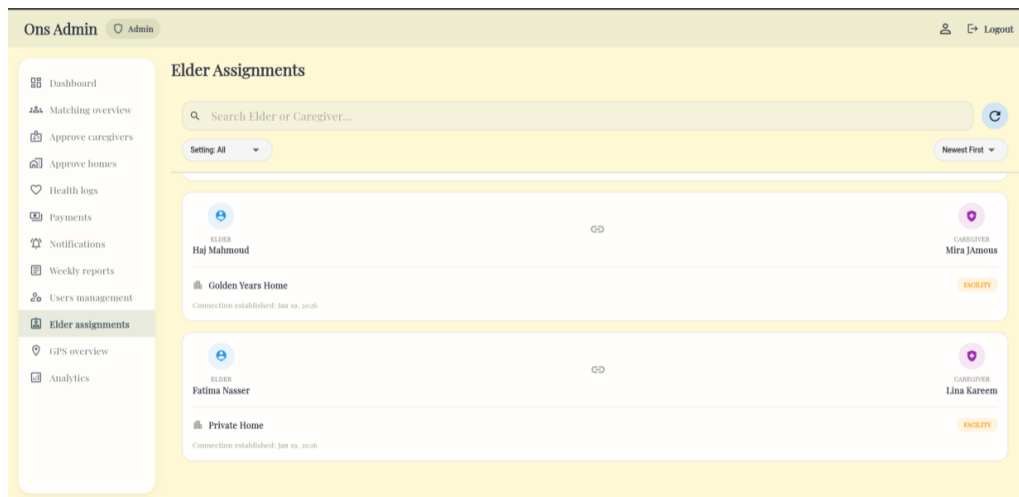 Ons Admin
Admin
Logout
Dashboard
Matching overview
Approve caregivers
Approve homes
Health logs
Payments
Notifications
Weekly reports
Users management
Elder assignments
GPS overview
Analytics
Elder Assignments
Search Elder or Caregiver...
Setting: All
Newest First
ELDER
Haj Mahmoud
CAREGIVER
Mira JAmous
Golden Years Home
FACILITY
Connection established: Jan 19, 2026
ELDER
Fatima Nasser
CAREGIVER
Lina Kareem
Private Home
FACILITY
Connection established: Jan 19, 2026